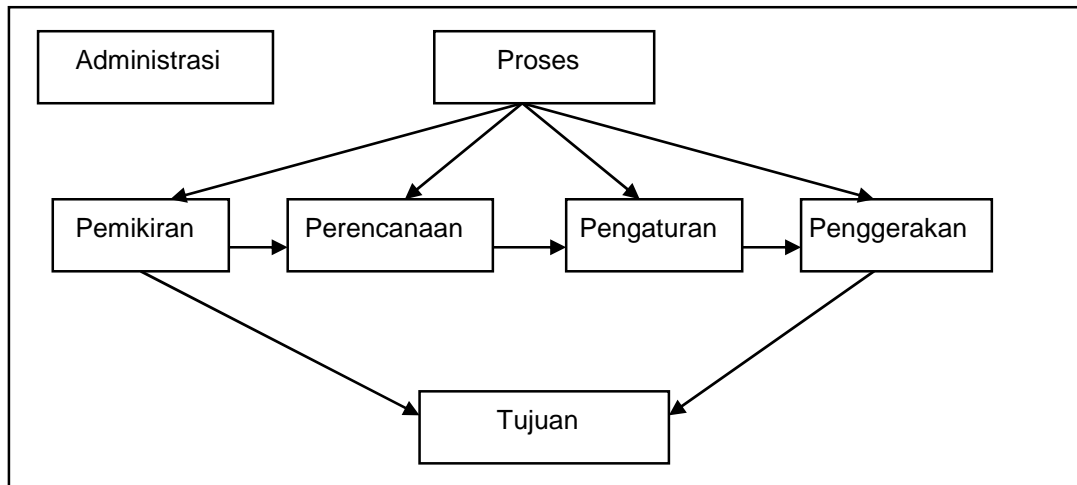 Administrasi
Proses
Pemikiran
Perencanaan
Pengaturan
Penggerakan
Tujuan